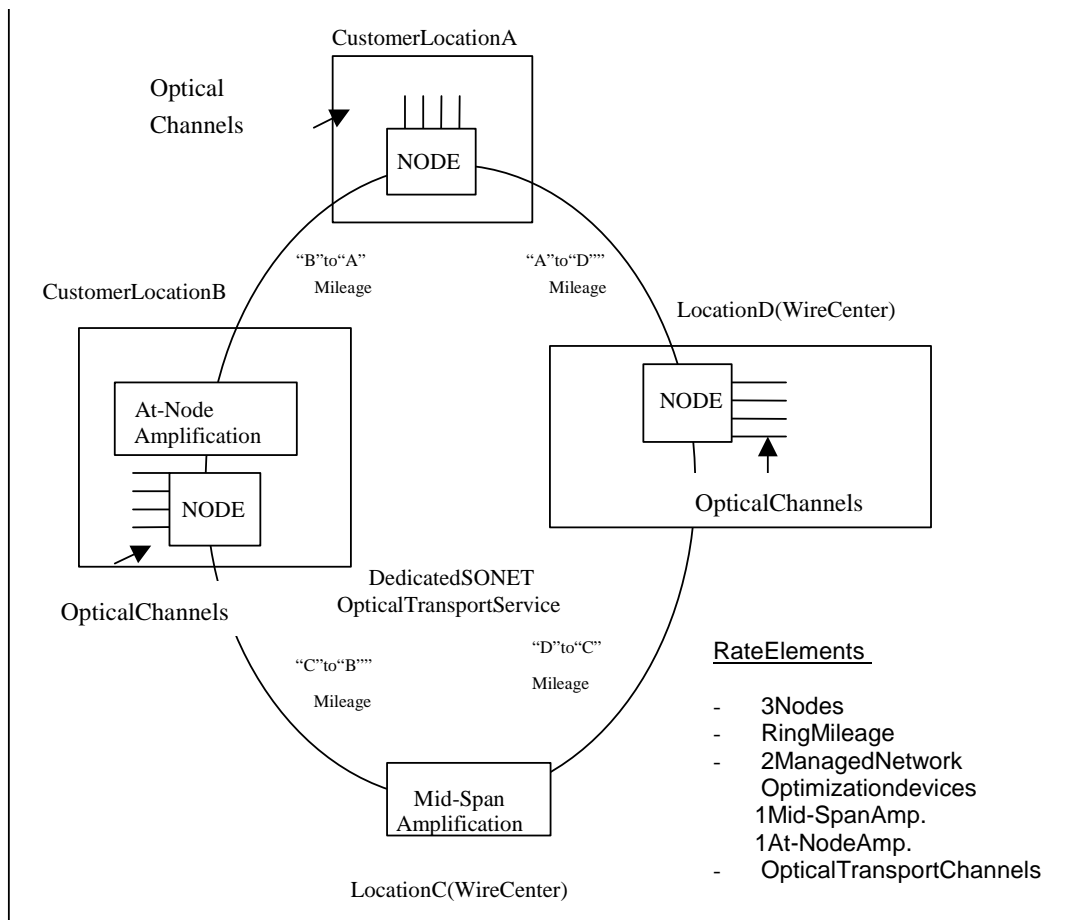 CustomerLocationA
Optical
Channels
NODE
“B”to“A”
Mileage
“A”to“D””
Mileage
CustomerLocationB
LocationD(WireCenter)
At-Node
Amplification
NODE
NODE
OpticalChannels
OpticalChannels
DedicatedSONET
OpticalTransportService
“C”to“B””
Mileage
“D”to“C”
Mileage
Mid-Span
Amplification
LocationC(WireCenter)
RateElements
- 3Nodes
- RingMileage
- 2ManagedNetwork
Optimizationdevices
1Mid-SpanAmp.
1At-NodeAmp.
- OpticalTransportChannels